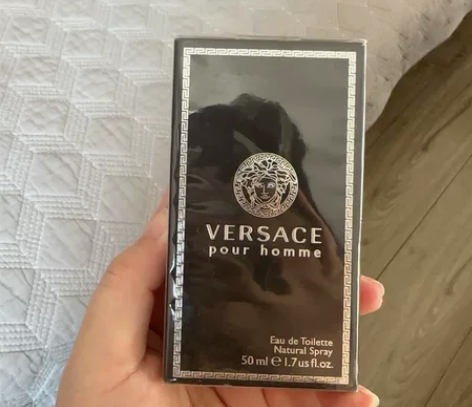 VERSACE
pour homme
Eau de Toilette
Natural Spray
50 ml ℮ 1.7 us fl.oz.